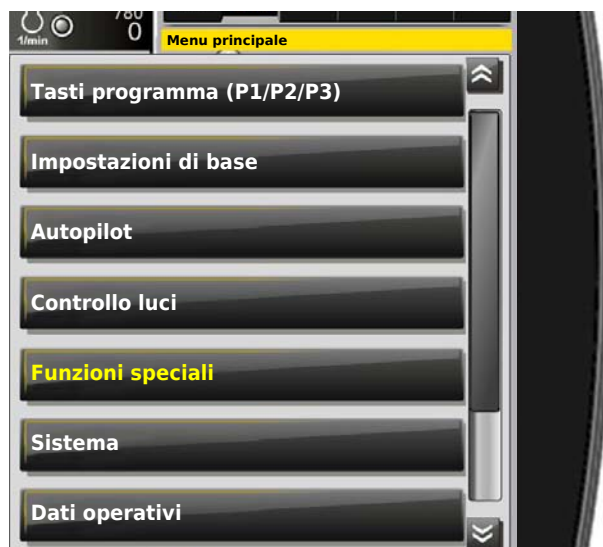 780
1/min 0
Menu principale
Tasti programma (P1/P2/P3)
Impostazioni di base
Autopilot
Controllo luci
Funzioni speciali
Sistema
Dati operativi